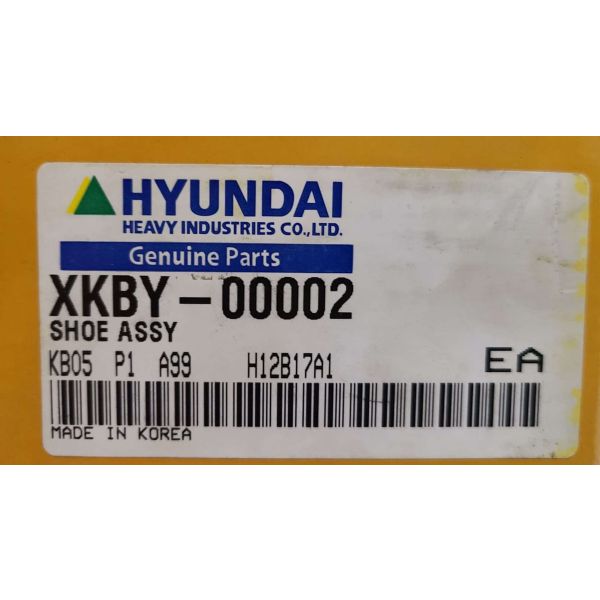 HYUNDAI
HEAVY INDUSTRIES CO.,LTD.
Genuine Parts
XKBY-00002
SHOE ASSY
KB05 P1 A99 H12B17A1 EA
MADE IN KOREA